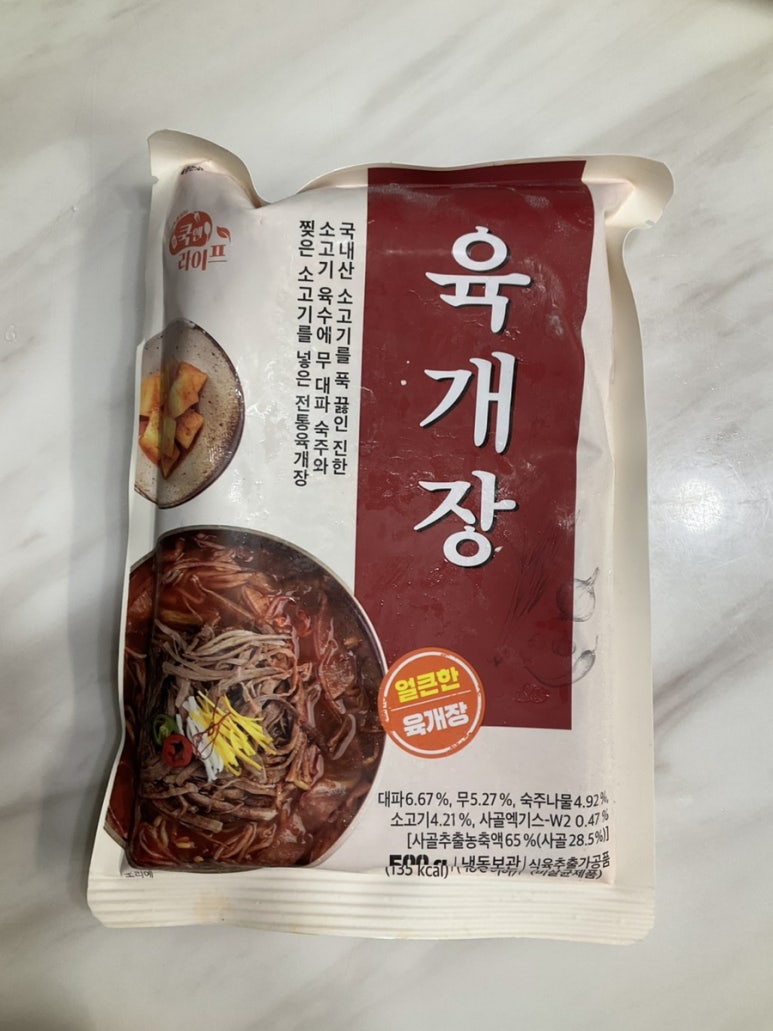 쿡엔
라이프
국내산 소고기를 푹 끓인 진한
소고기 육수에 무 대파 숙주와
찢은 소고기를 넣은 전통육개장
육개장
얼큰한
육개장
대파6.67%, 무5.27%, 숙주나물4.92%
소고기4.21%, 사골엑기스-W2 0.47%
[사골추출농축액65%(사골28.5%)]
500g | 냉동보관 | 식육추출가공품
(135 kcal)